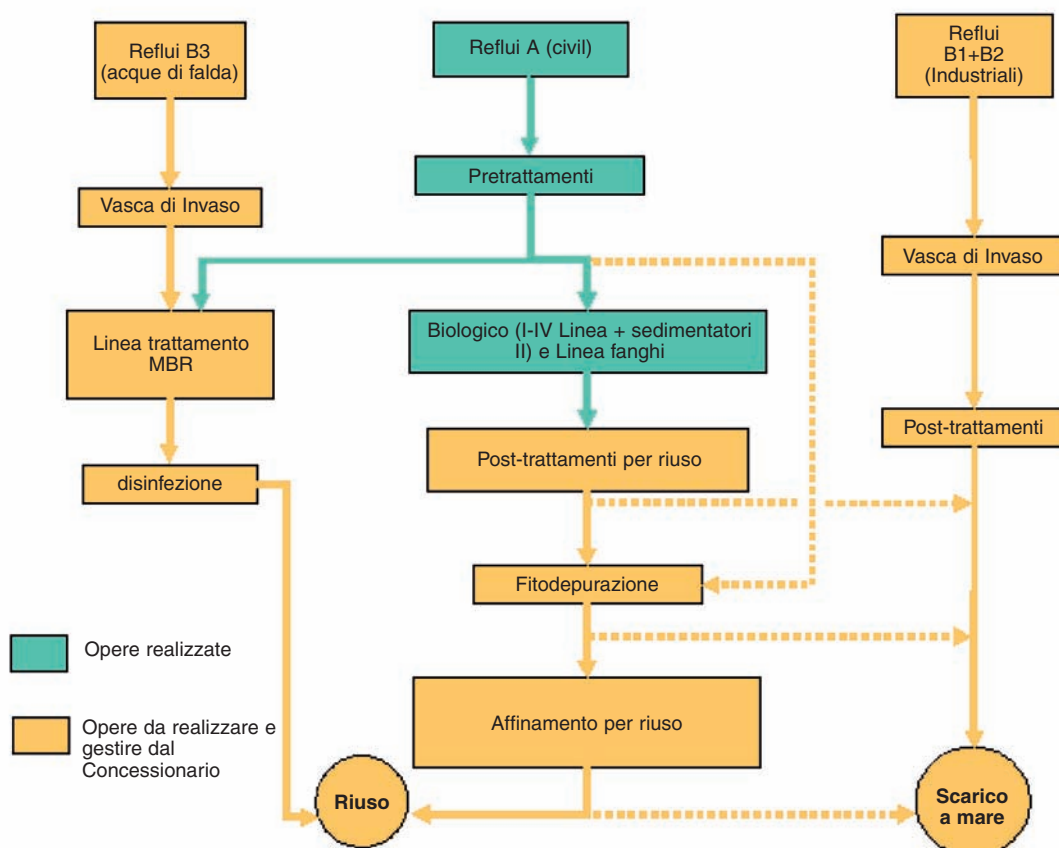 Reflui B3
(acque di falda)
Reflui A (civil)
Reflui
B1+B2
(Industriali)
Pretrattamenti
Vasca di Invaso
Vasca di Invaso
Linea trattamento
MBR
Biologico (I-IV Linea + sedimentatori
II) e Linea fanghi
Post-trattamenti
Post-trattamenti per riuso
disinfezione
Fitodepurazione
Opere realizzate
Affinamento per riuso
Opere da realizzare e
gestire dal
Concessionario
Riuso
Scarico
a mare